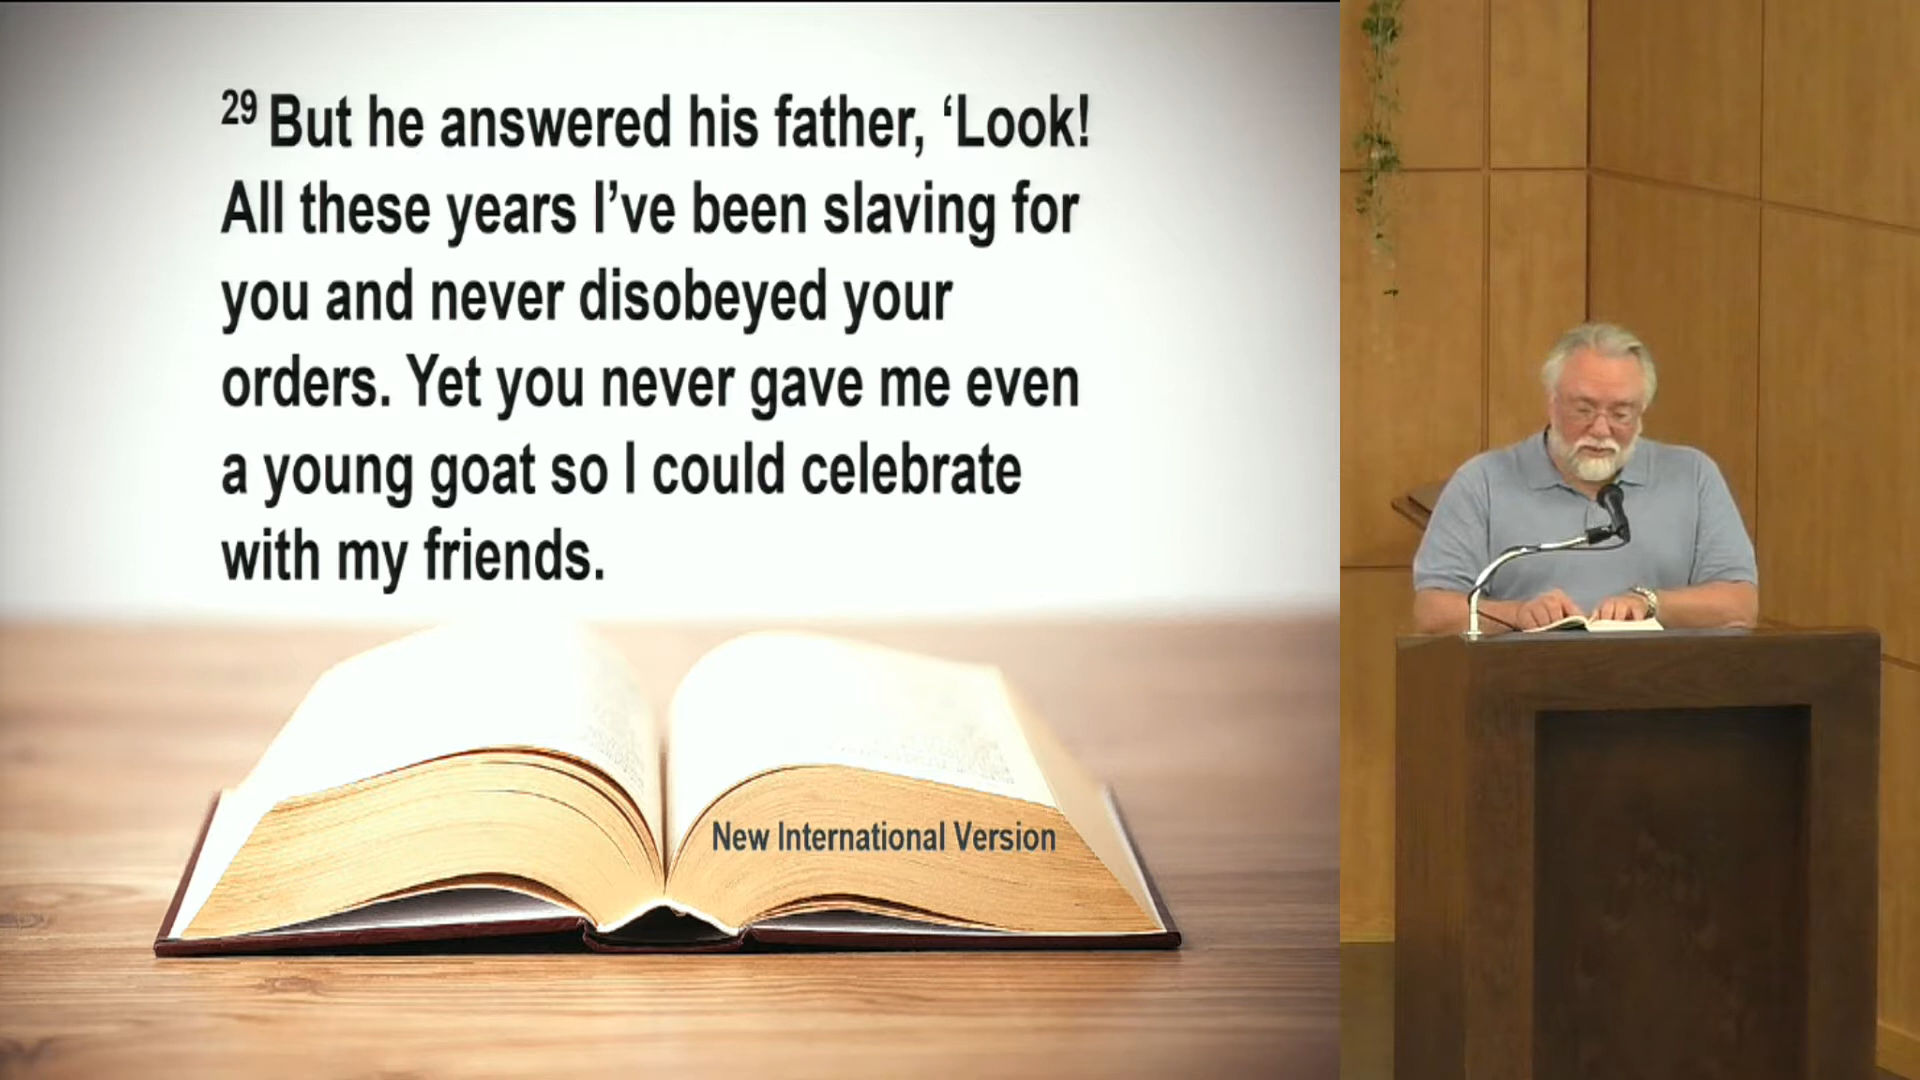 29 But he answered his father, ‘Look!
All these years I’ve been slaving for
you and never disobeyed your
orders. Yet you never gave me even
a young goat so I could celebrate
with my friends.
New International Version